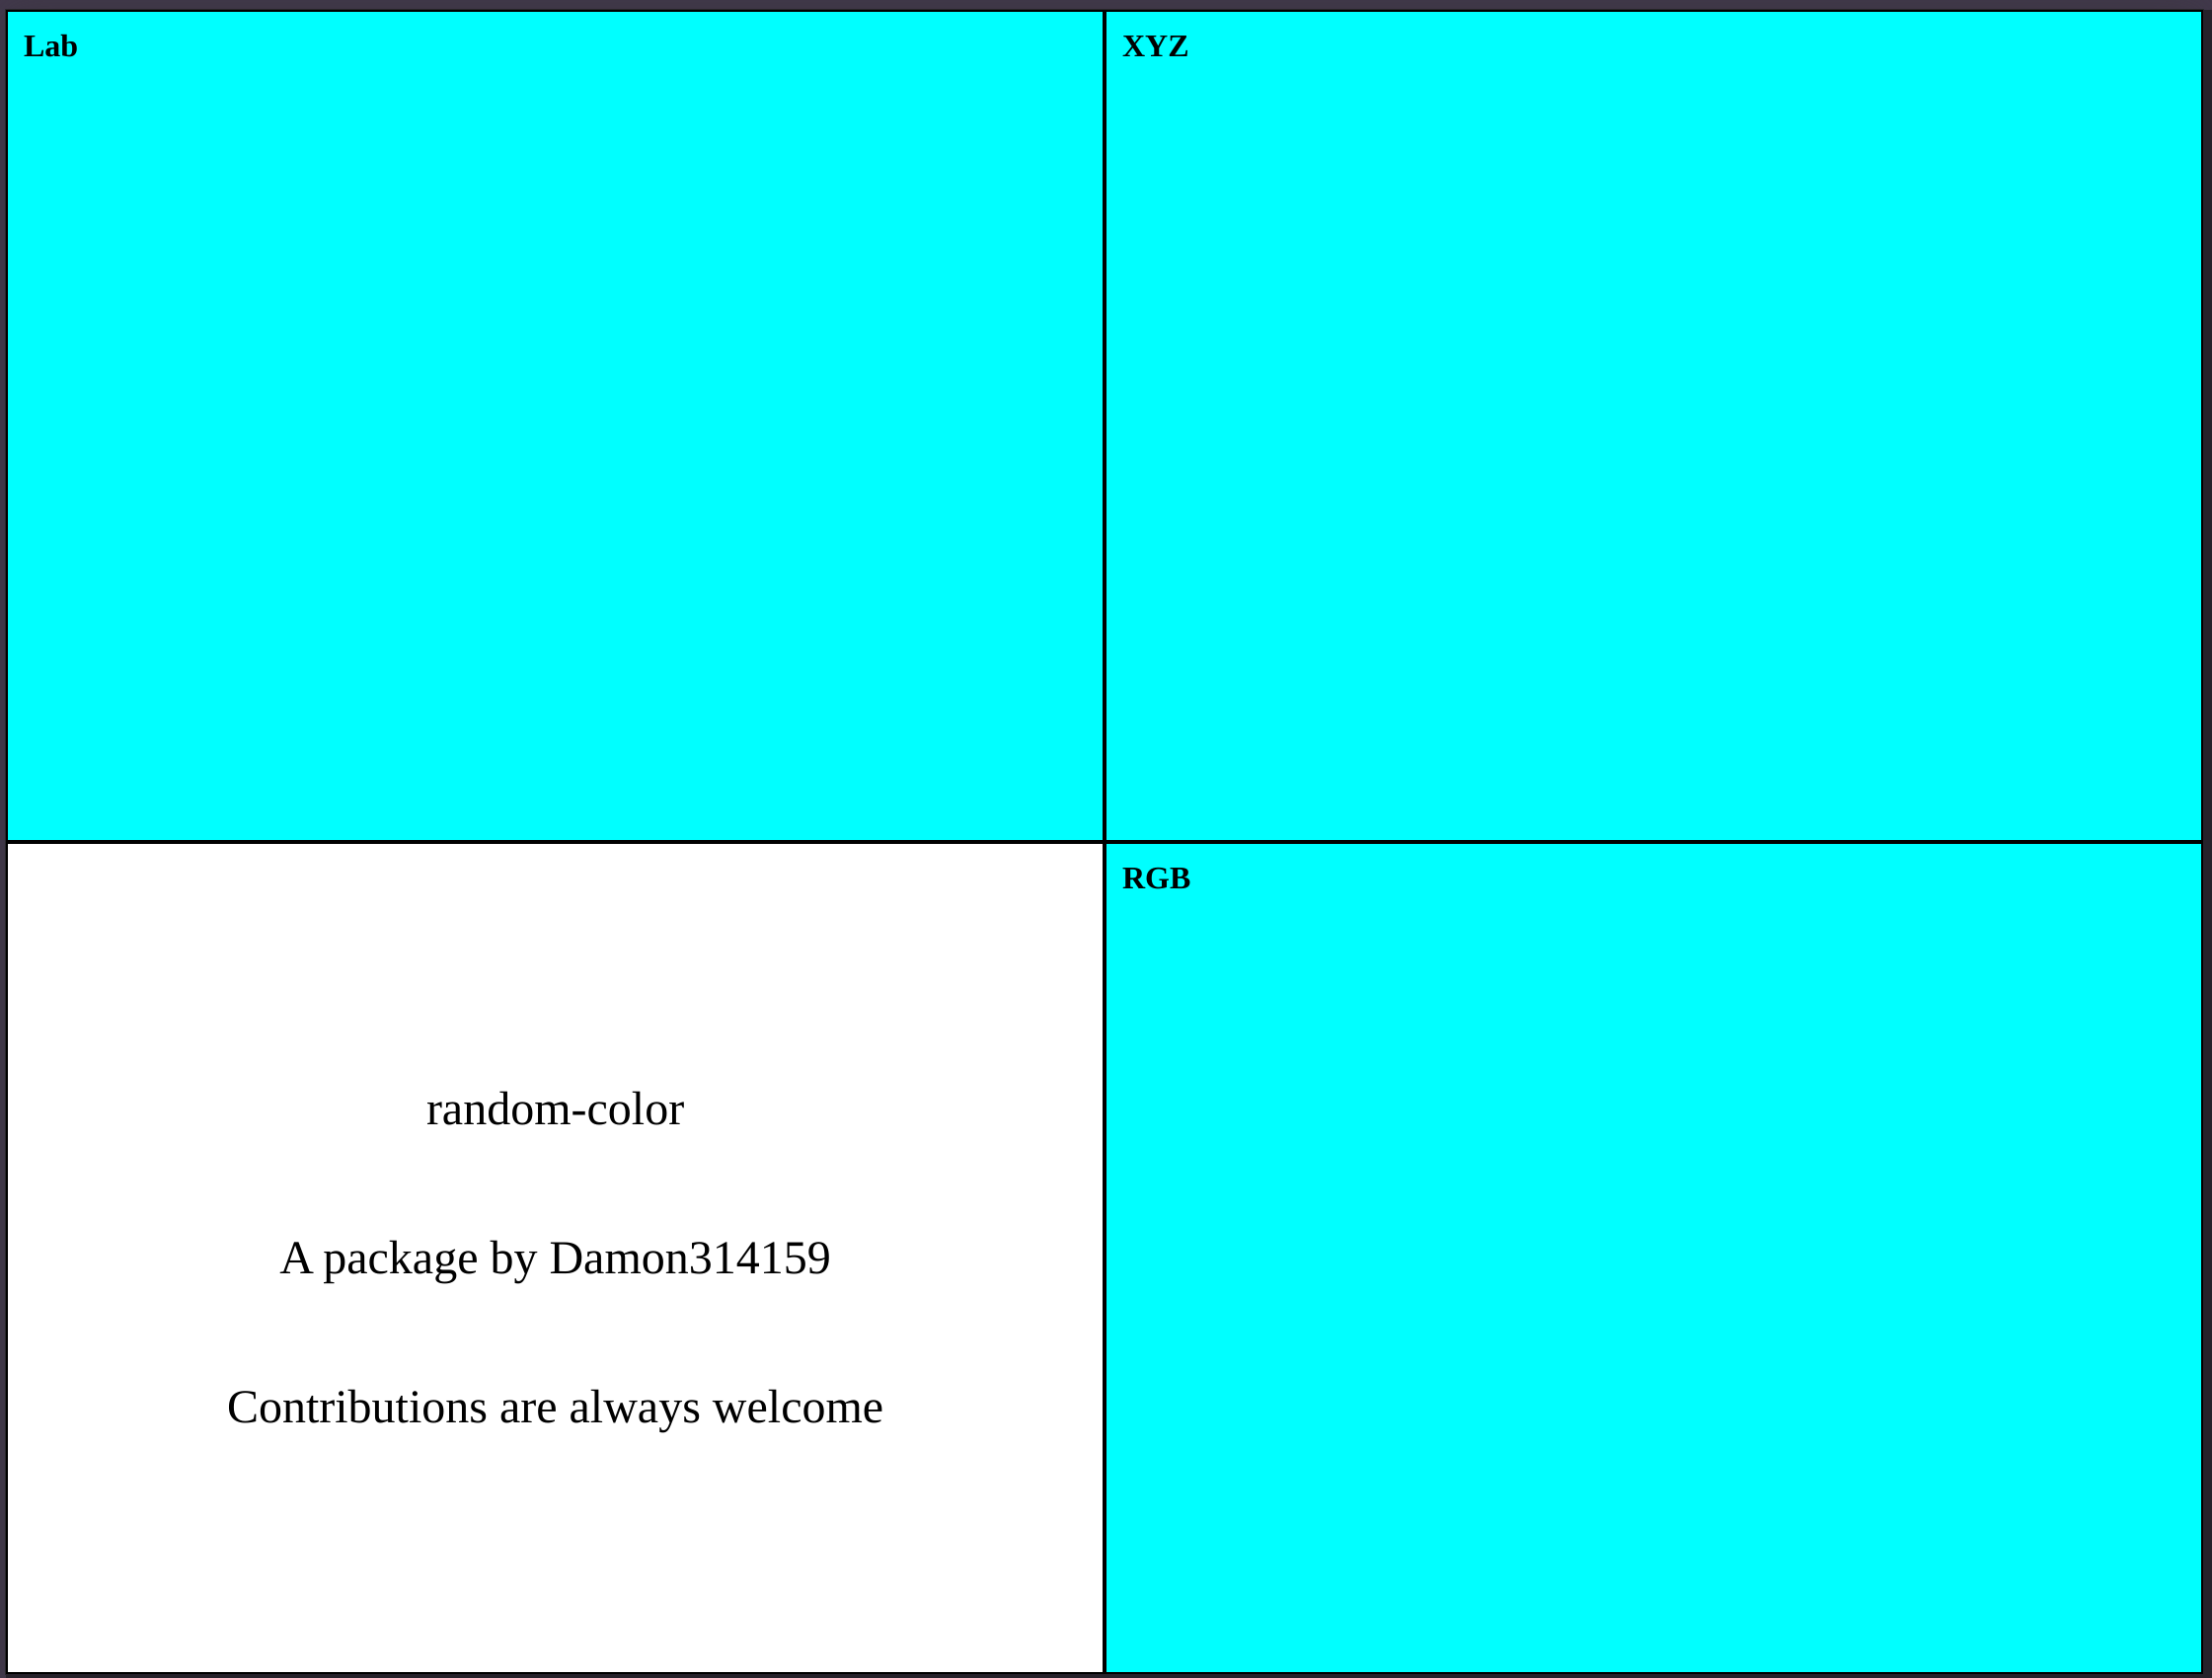 Lab
XYZ
random-color
A package by Damon314159
Contributions are always welcome
RGB